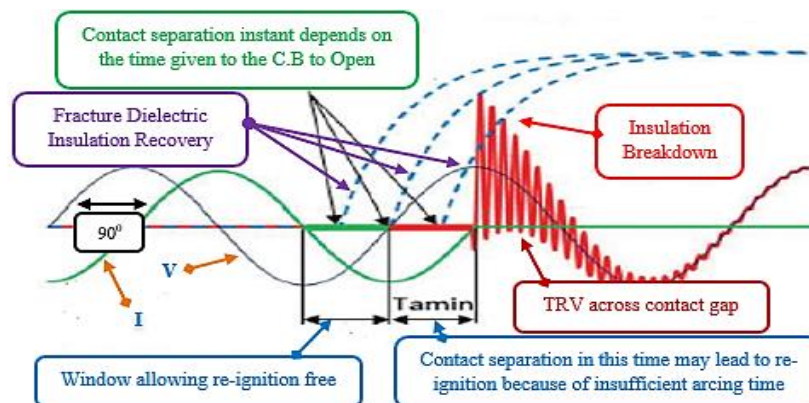 Contact separation instant depends on
the time given to the C.B to Open
Fracture Dielectric
Insulation Recovery
Insulation
Breakdown
90⁰
V
I
Tamin
TRV across contact gap
Window allowing re-ignition free
Contact separation in this time may lead to re-
ignition because of insufficient arcing time